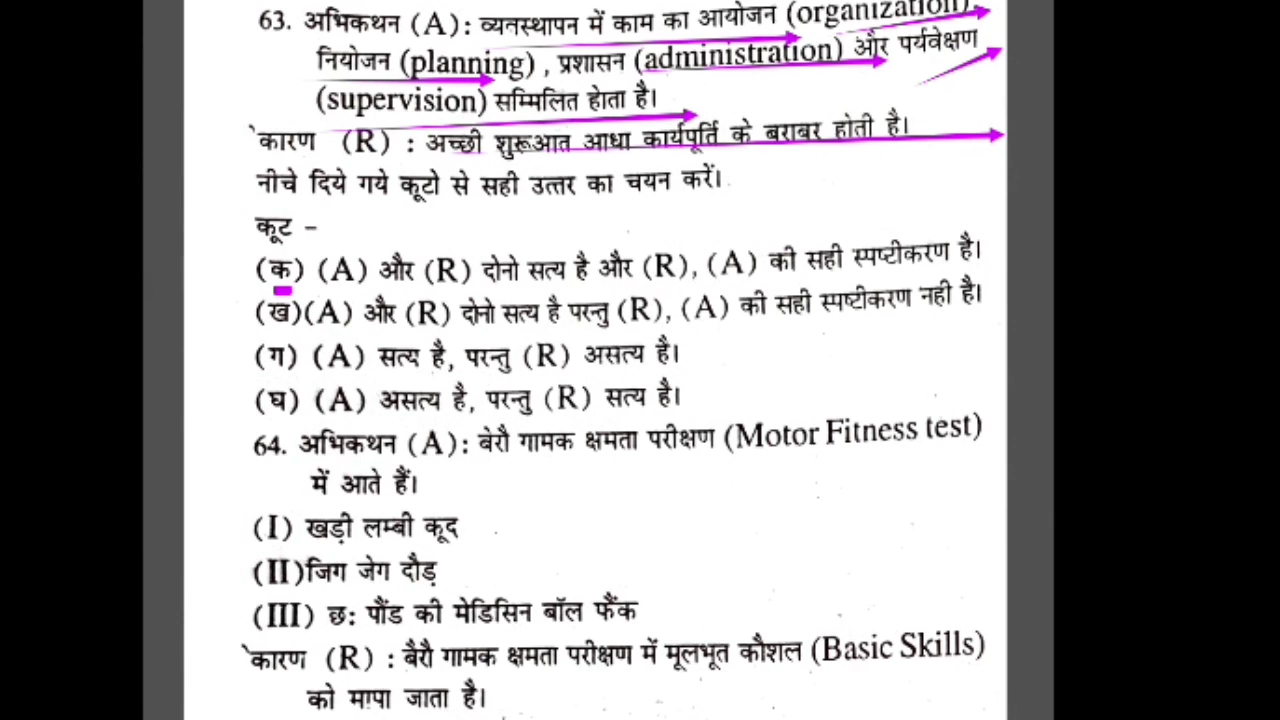 63. अभिकथन (A): व्यतस्थापन में काम का आयोजन (organization),
नियोजन (planning) , प्रशासन (administration) और पर्यवेक्षण
(supervision) सम्मिलित होता है।
कारण (R) : अच्छी शुरूआत आधा कार्यपूर्ति के बराबर होती है।
नीचे दिये गये कूटो से सही उत्तर का चयन करें।
कूट –
(क) (A) और (R) दोनो सत्य है और (R), (A) की सही स्पष्टीकरण है।
(ख)(A) और (R) दोनो सत्य है परन्तु (R), (A) की सही स्पष्टीकरण नही है।
(ग) (A) सत्य है, परन्तु (R) असत्य है।
(घ) (A) असत्य है, परन्तु (R) सत्य है।
64. अभिकथन (A): बेरौ गामक क्षमता परीक्षण (Motor Fitness test)
में आते हैं।
(I) खड़ी लम्बी कूद
(II)जिग जेग दौड़
(III) छः पौंड की मेडिसिन बॉल फैंक
कारण (R) : बैरौ गामक क्षमता परीक्षण में मूलभूत कौशल (Basic Skills)
को मापा जाता है।